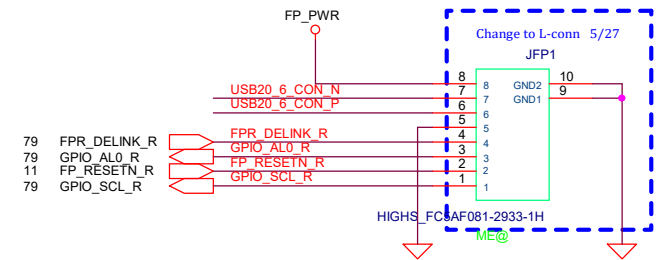 FP_PWR
Change to L-conn 5/27
JFP1
8 8 GND2 10
USB20_6_CON_N 7 7 GND1 9
USB20_6_CON_P 6 6
5 5
79 FPR_DELINK_R FPR_DELINK_R 4 4
79 GPIO_AL0_R GPIO_AL0_R 3 3
11 FP_RESETN_R FP_RESETN_R 2 2
79 GPIO_SCL_R GPIO_SCL_R 1 1
HIGHS_FC5AF081-2933-1H
ME@